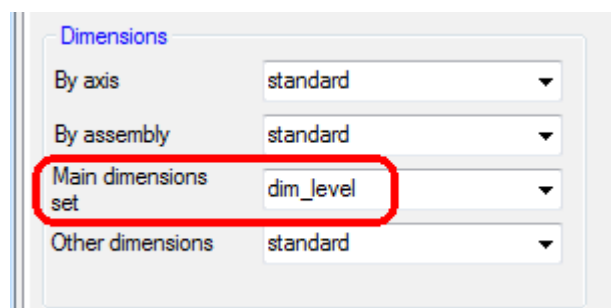 Dimensions
By axis standard
By assembly standard
Main dimensions
set dim_level
Other dimensions standard